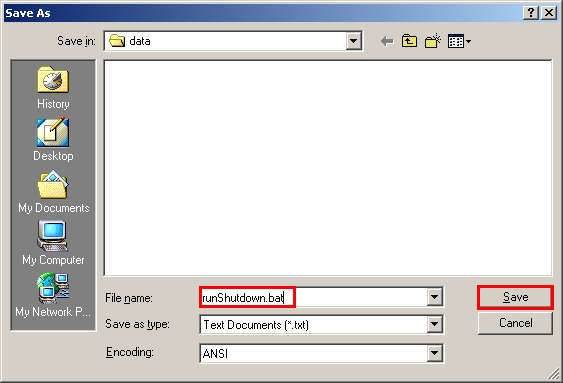 Save As
Save in: data
History
Desktop
My Documents
My Computer
My Network P...
File name: runShutdown.bat Save
Save as type: Text Documents (*.txt) Cancel
Encoding: ANSI